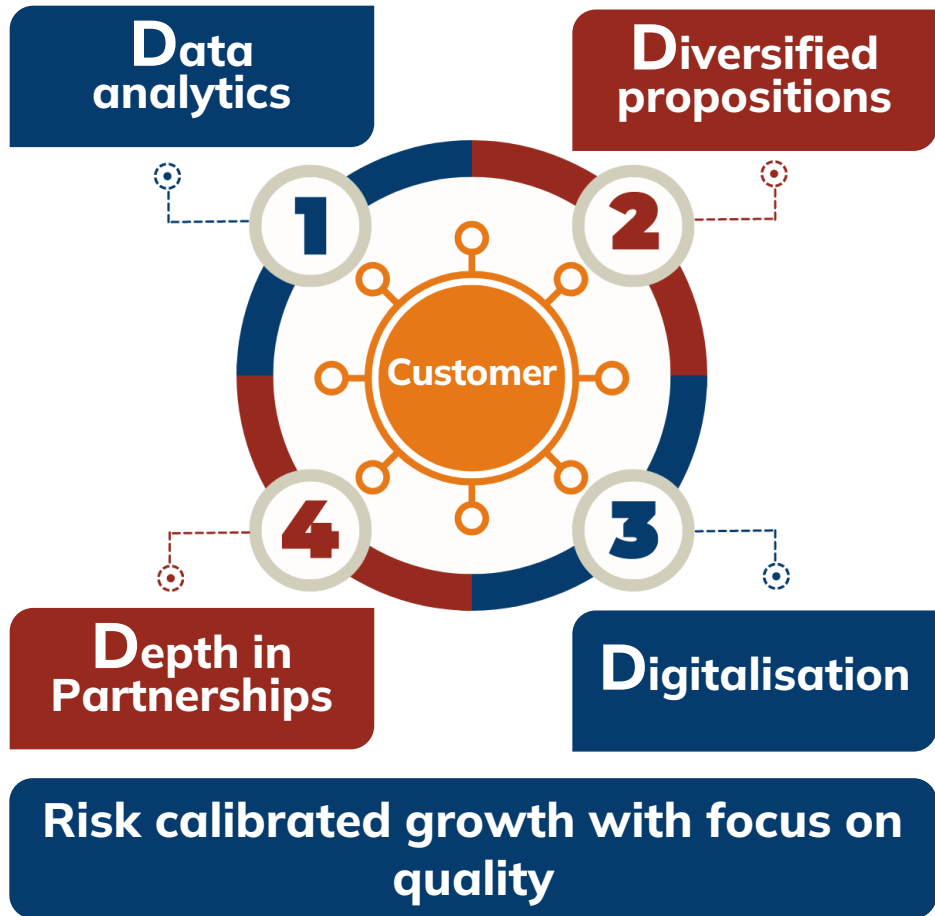 Data
analytics
Diversified
propositions
1
2
Customer
4
3
Depth in
Partnerships
Digitalisation
Risk calibrated growth with focus on
quality